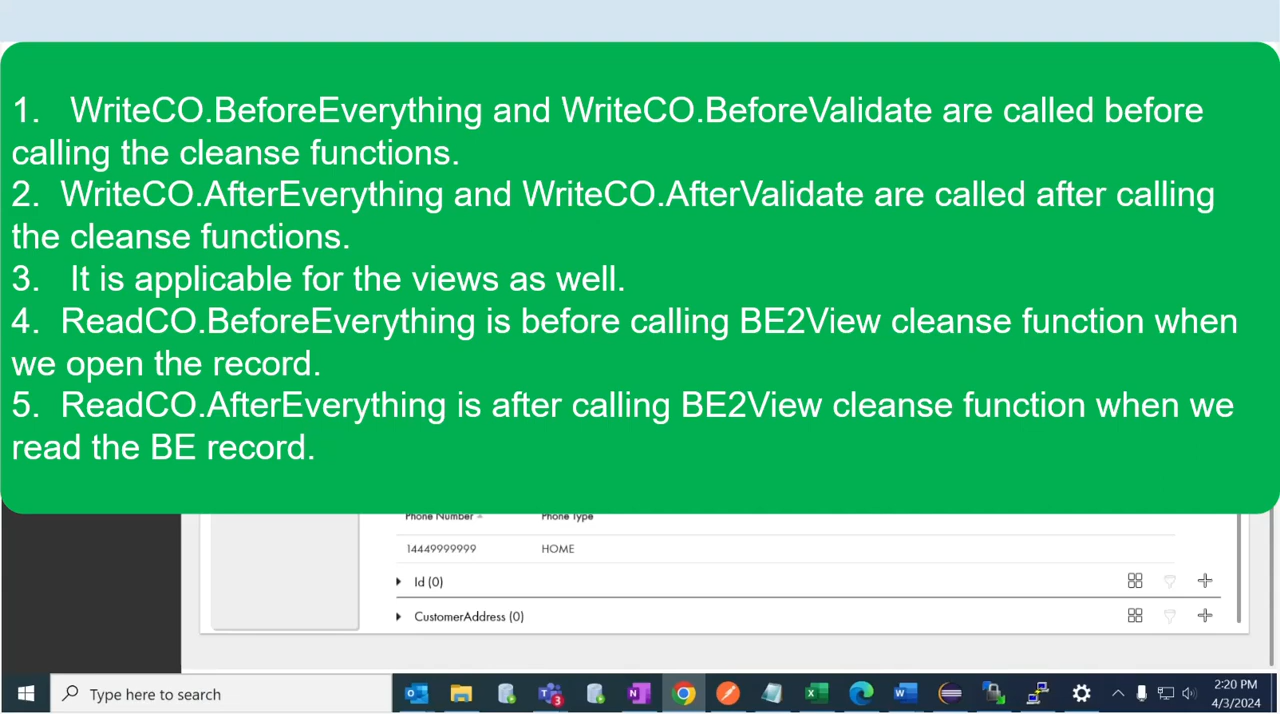 1. WriteCO.BeforeEverything and WriteCO.BeforeValidate are called before
calling the cleanse functions.
2. WriteCO.AfterEverything and WriteCO.AfterValidate are called after calling
the cleanse functions.
3. It is applicable for the views as well.
4. ReadCO.BeforeEverything is before calling BE2View cleanse function when
we open the record.
5. ReadCO.AfterEverything is after calling BE2View cleanse function when we
read the BE record.
Phone Number Phone Type
14449999999 HOME
Id (0)
CustomerAddress (0)
Type here to search
3
2:20 PM
4/3/2024